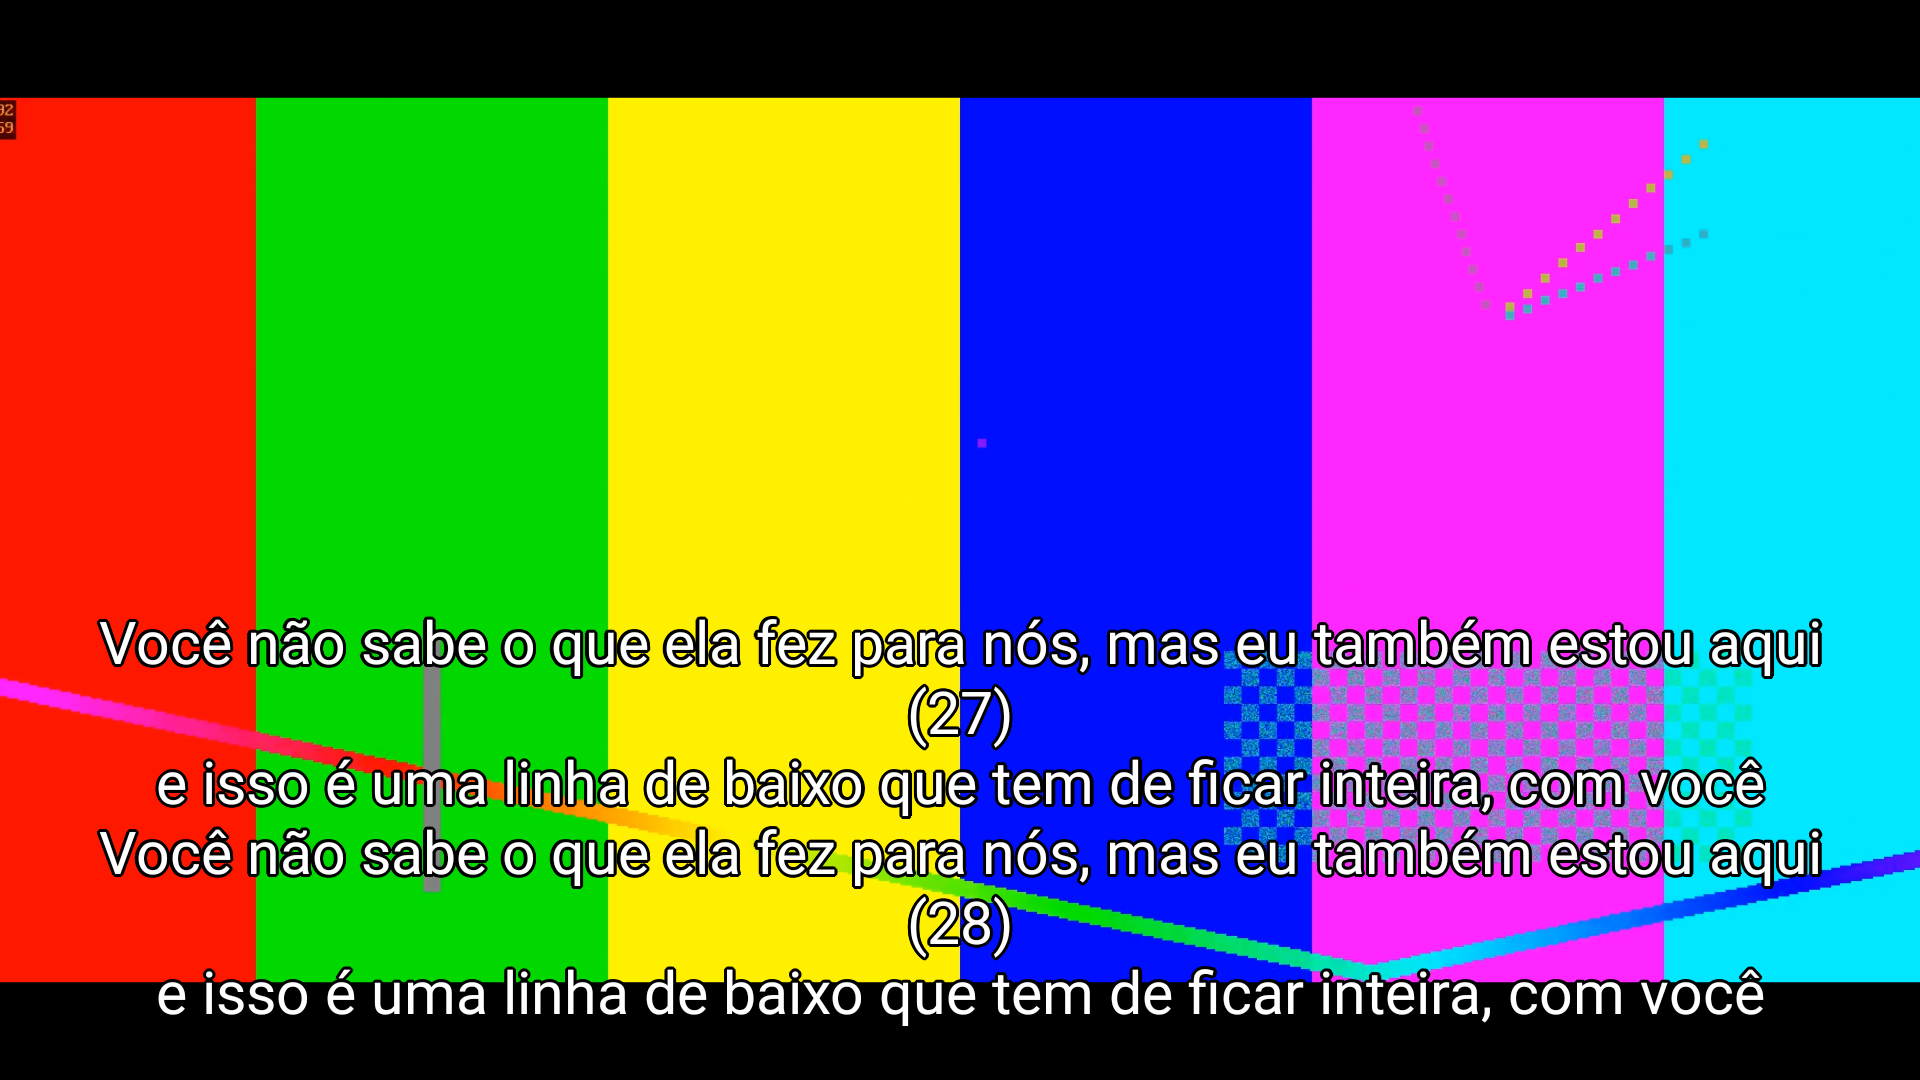 92
59
Você não sabe o que ela fez para nós, mas eu também estou aqui
(27)
e isso é uma linha de baixo que tem de ficar inteira, com você
Você não sabe o que ela fez para nós, mas eu também estou aqui
(28)
e isso é uma linha de baixo que tem de ficar inteira, com você